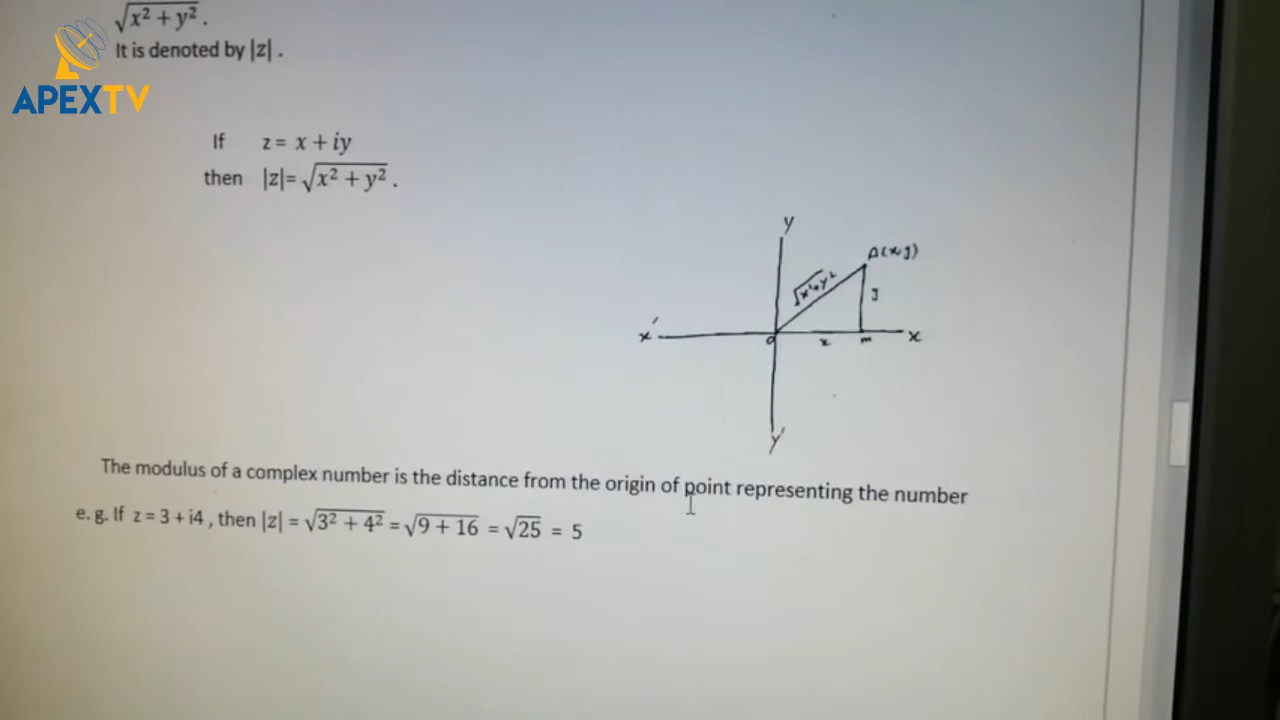 √x² + y² .
It is denoted by |z| .
APEXTV
If z = x + iy
then |z|= √x² + y² .
y
A(x,y)
√x²+y²
y
x'
o
x
m
x
y'
The modulus of a complex number is the distance from the origin of point representing the number
e. g. If z = 3 + i4 , then |z| = √3² + 4² = √9 + 16 = √25 = 5